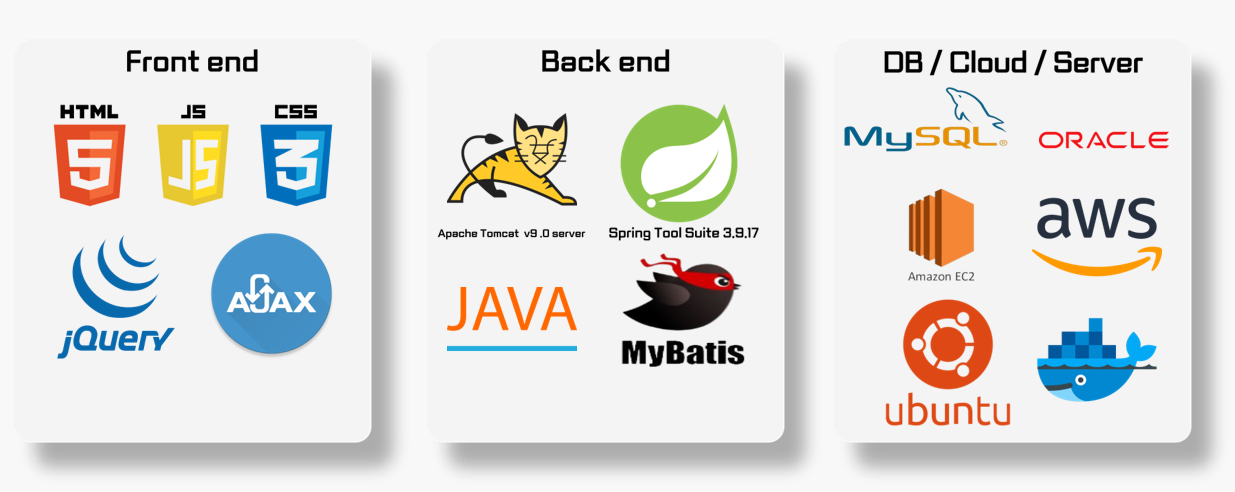 Front end
HTML
JS
CSS
5
JS
3
jQuery
AJAX
Back end
Apache Tomcat v9 .0 server
Spring Tool Suite 3.9.17
JAVA
MyBatis
DB / Cloud / Server
MySQL®
ORACLE
Amazon EC2
aws
ubuntu